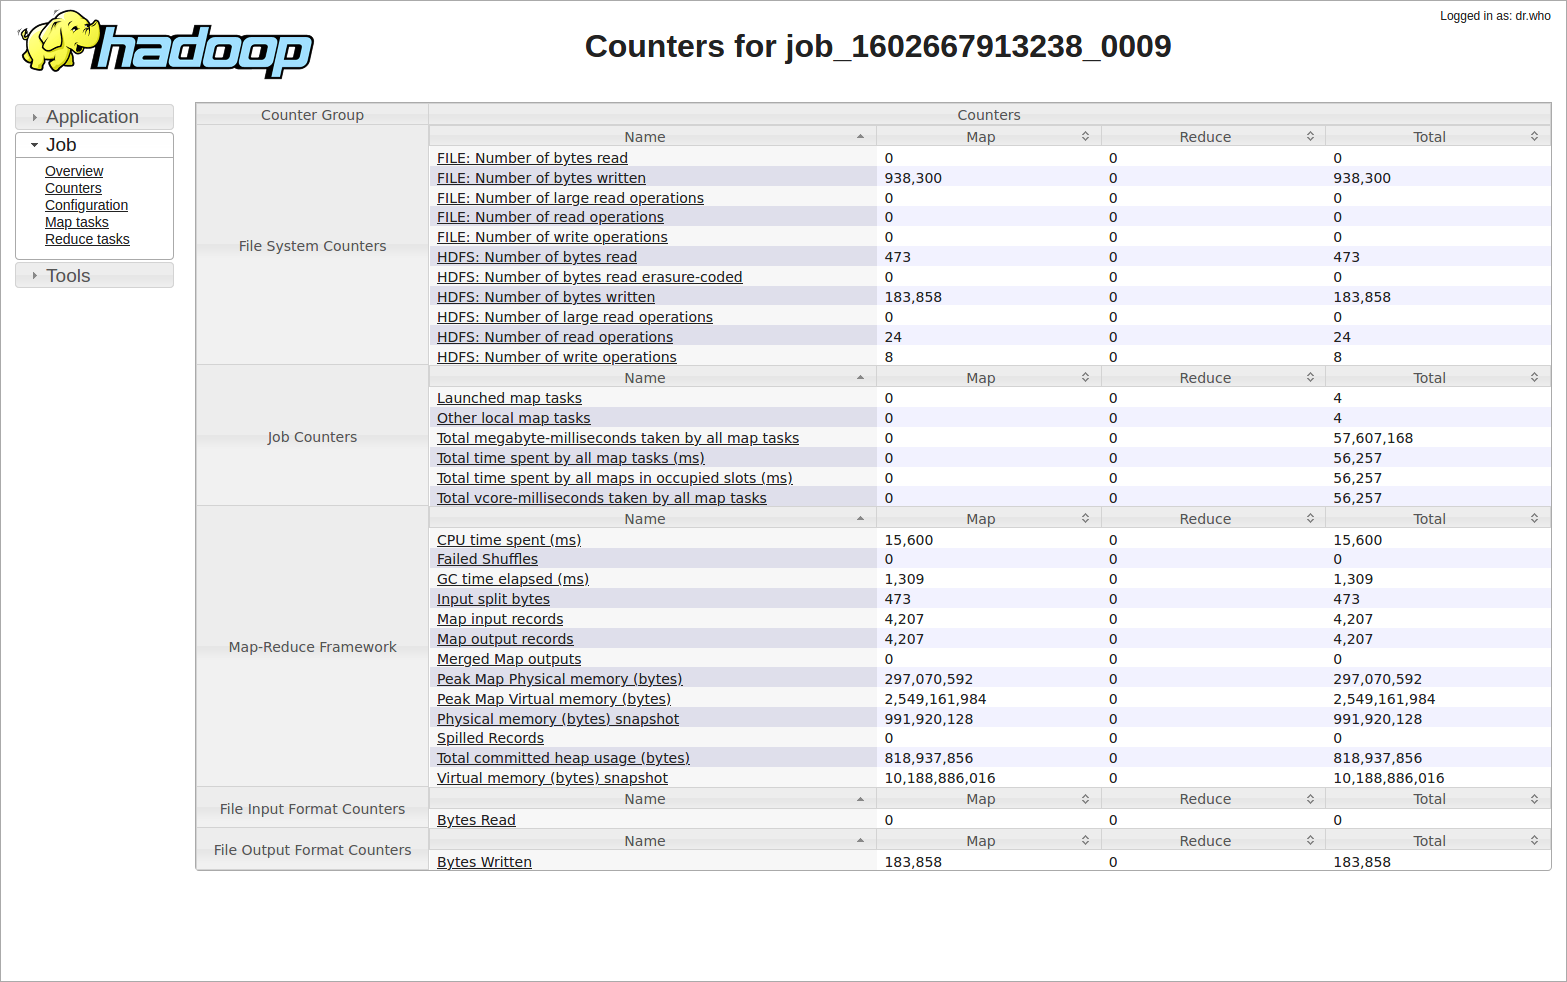 Logged in as: dr.who
hadoop
Counters for job_1602667913238_0009
Application
Job
Overview
Counters
Configuration
Map tasks
Reduce tasks
Tools
Counter Group Counters
File System Counters
Name Map Reduce Total
FILE: Number of bytes read 0 0 0
FILE: Number of bytes written 938,300 0 938,300
FILE: Number of large read operations 0 0 0
FILE: Number of read operations 0 0 0
FILE: Number of write operations 0 0 0
HDFS: Number of bytes read 473 0 473
HDFS: Number of bytes read erasure-coded 0 0 0
HDFS: Number of bytes written 183,858 0 183,858
HDFS: Number of large read operations 0 0 0
HDFS: Number of read operations 24 0 24
HDFS: Number of write operations 8 0 8
Job Counters
Name Map Reduce Total
Launched map tasks 0 0 4
Other local map tasks 0 0 4
Total megabyte-milliseconds taken by all map tasks 0 0 57,607,168
Total time spent by all map tasks (ms) 0 0 56,257
Total time spent by all maps in occupied slots (ms) 0 0 56,257
Total vcore-milliseconds taken by all map tasks 0 0 56,257
Map-Reduce Framework
Name Map Reduce Total
CPU time spent (ms) 15,600 0 15,600
Failed Shuffles 0 0 0
GC time elapsed (ms) 1,309 0 1,309
Input split bytes 473 0 473
Map input records 4,207 0 4,207
Map output records 4,207 0 4,207
Merged Map outputs 0 0 0
Peak Map Physical memory (bytes) 297,070,592 0 297,070,592
Peak Map Virtual memory (bytes) 2,549,161,984 0 2,549,161,984
Physical memory (bytes) snapshot 991,920,128 0 991,920,128
Spilled Records 0 0 0
Total committed heap usage (bytes) 818,937,856 0 818,937,856
Virtual memory (bytes) snapshot 10,188,886,016 0 10,188,886,016
File Input Format Counters
Name Map Reduce Total
Bytes Read 0 0 0
File Output Format Counters
Name Map Reduce Total
Bytes Written 183,858 0 183,858